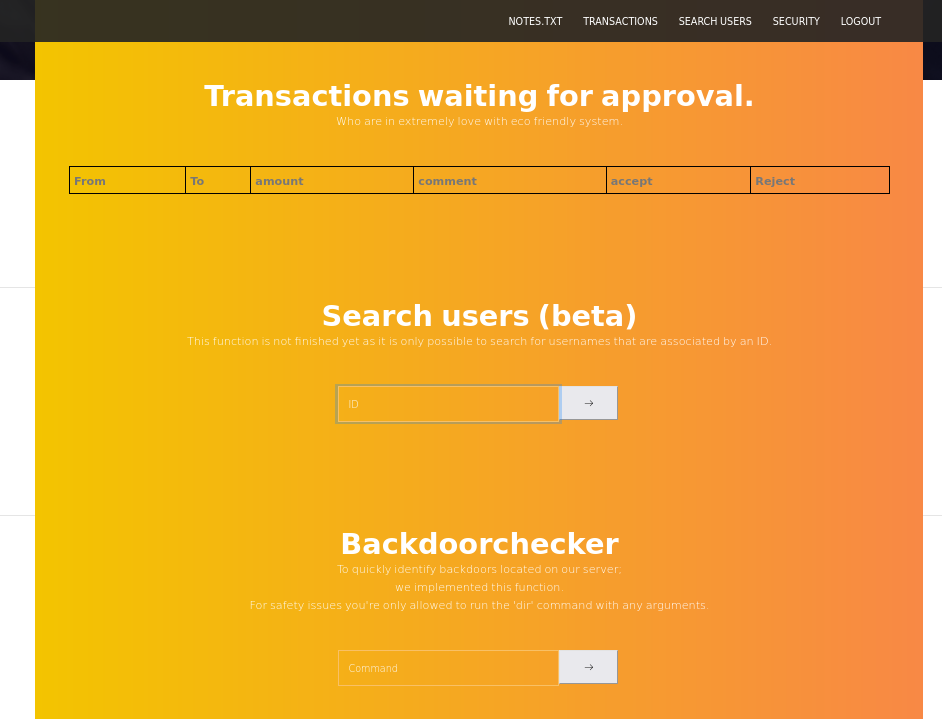 NOTES.TXT TRANSACTIONS SEARCH USERS SECURITY LOGOUT
Transactions waiting for approval.
Who are in extremely love with eco friendly system.
From To amount comment accept Reject
Search users (beta)
This function is not finished yet as it is only possible to search for usernames that are associated by an ID.
ID →
Backdoorchecker
To quickly identify backdoors located on our server;
we implemented this function.
For safety issues you're only allowed to run the 'dir' command with any arguments.
Command →